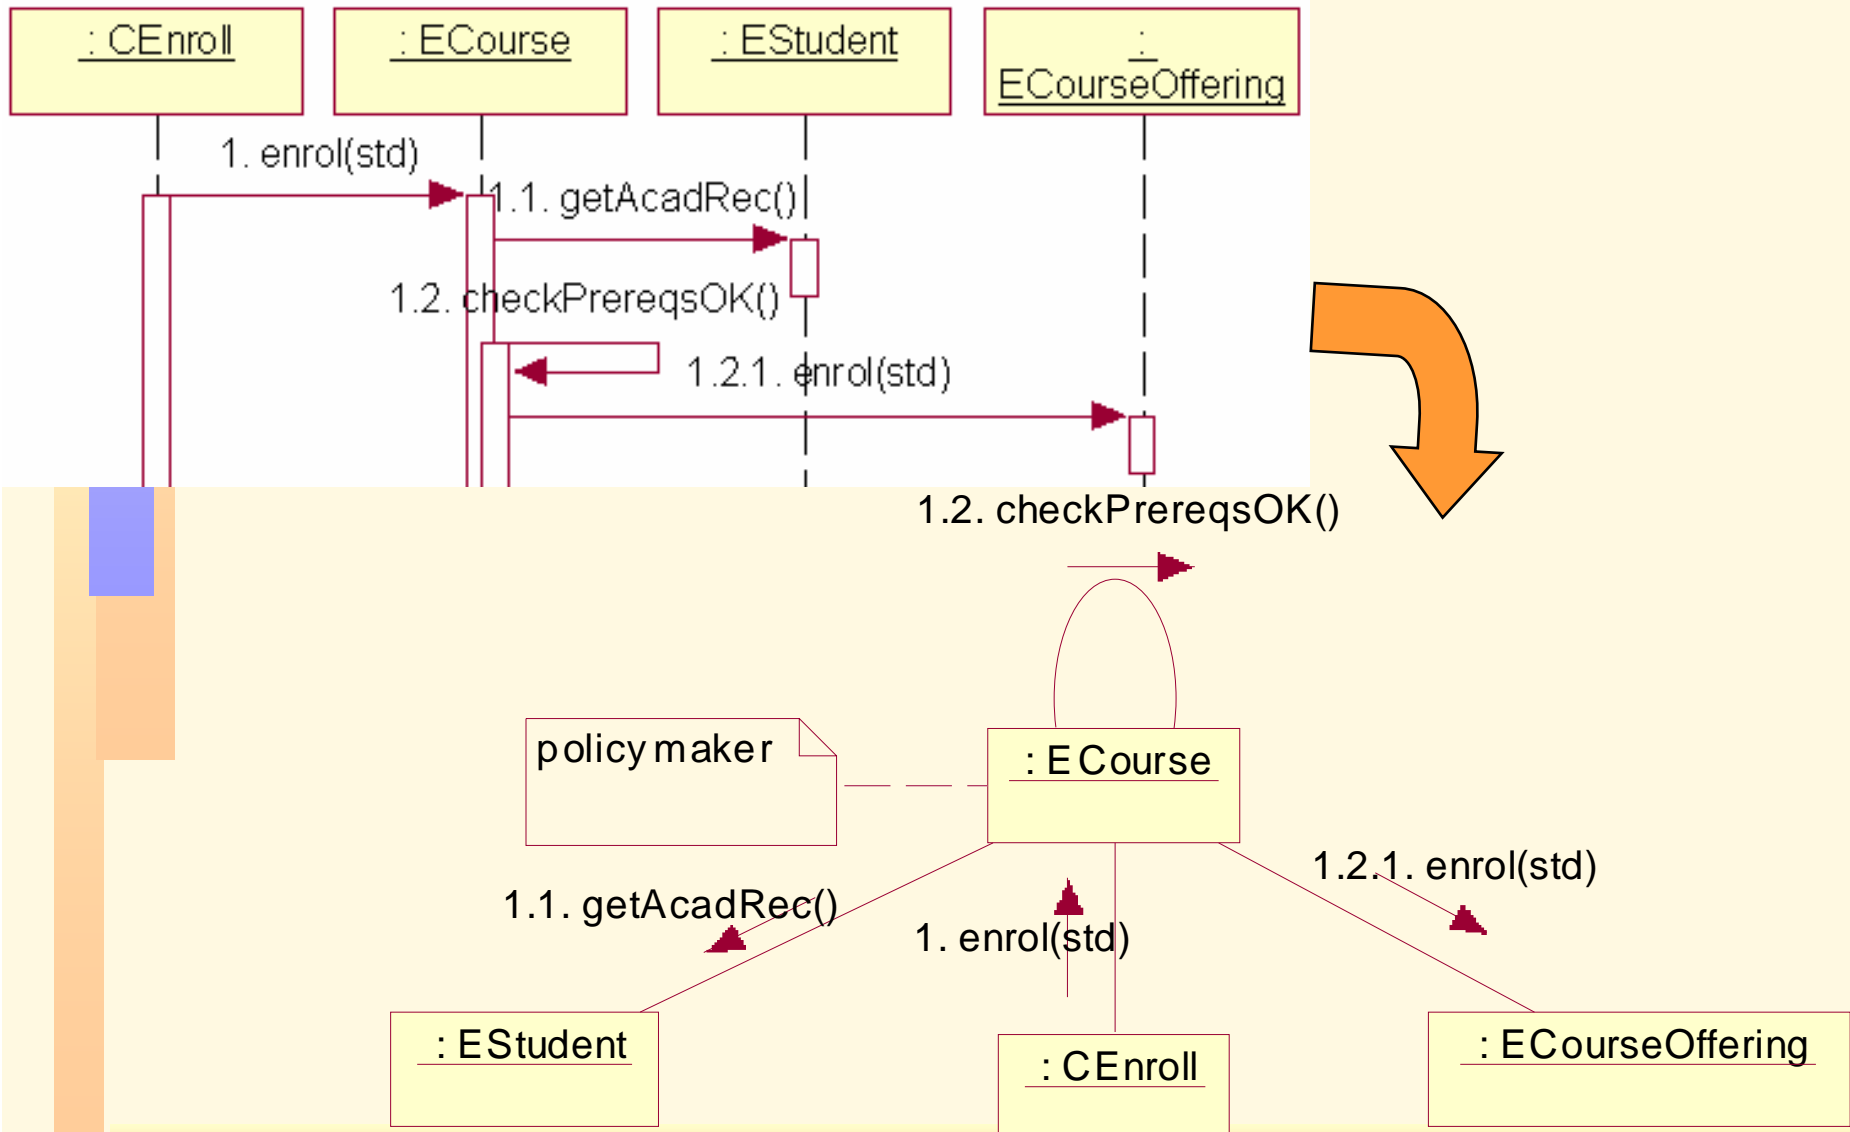 : CEnroll
: ECourse
: EStudent
:
ECourseOffering
1. enrol(std)
1.1. getAcadRec()
1.2. checkPrereqsOK()
1.2.1. enrol(std)
1.2. checkPrereqsOK()
policy maker
: ECourse
1.2.1. enrol(std)
1.1. getAcadRec()
1. enrol(std)
: EStudent
: CEnroll
: ECourseOffering